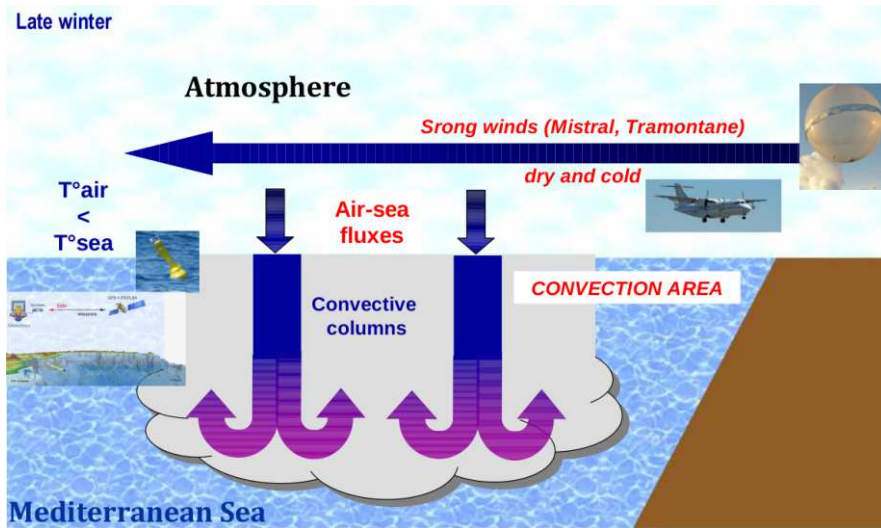 Late winter
Atmosphere
Srong winds (Mistral, Tramontane)
dry and cold
T°air
<
T°sea
Air-sea
fluxes
CONVECTION AREA
Convective
columns
Mediterranean Sea